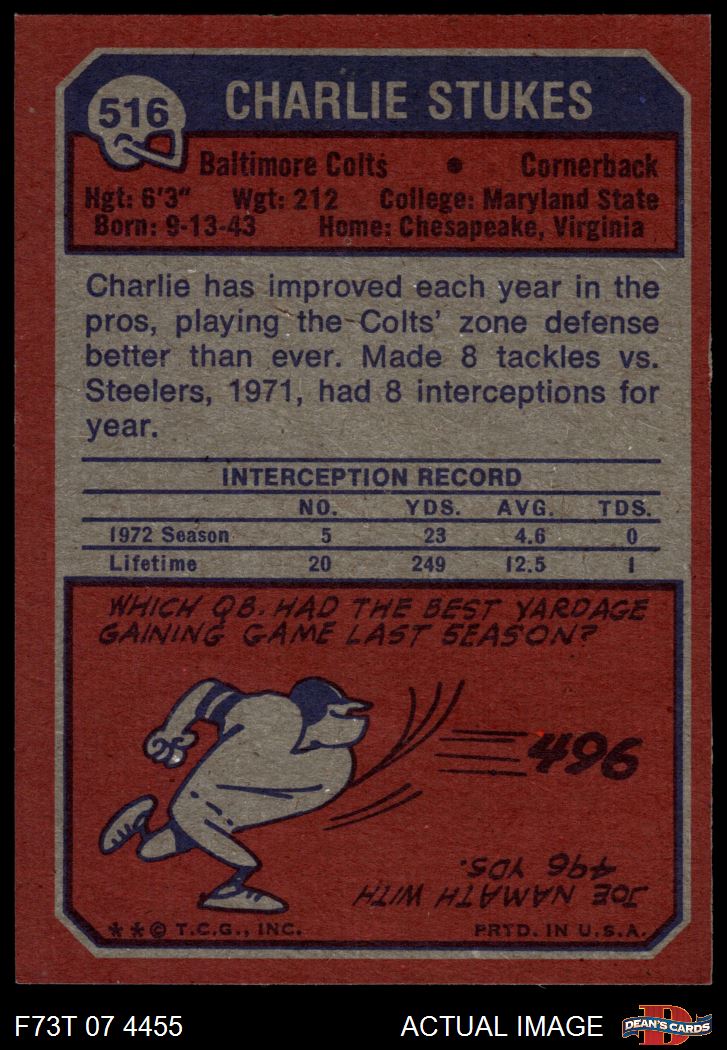 516
CHARLIE STUKES
Baltimore Colts • Cornerback
Hgt: 6'3" Wgt: 212 College: Maryland State
Born: 9-13-43 Home: Chesapeake, Virginia
Charlie has improved each year in the
pros, playing the Colts' zone defense
better than ever. Made 8 tackles vs.
Steelers, 1971, had 8 interceptions for
year.
INTERCEPTION RECORD
NO. YDS. AVG. TDS.
1972 Season 5 23 4.6 0
Lifetime 20 249 12.5 1
WHICH QB. HAD THE BEST YARDAGE
GAINING GAME LAST SEASON?
496
JOE NAMATH WITH
496 YDS.
**© T.C.G., INC. PRTD. IN U.S.A.
F73T 07 4455 ACTUAL IMAGE
D
DEAN'S CARDS